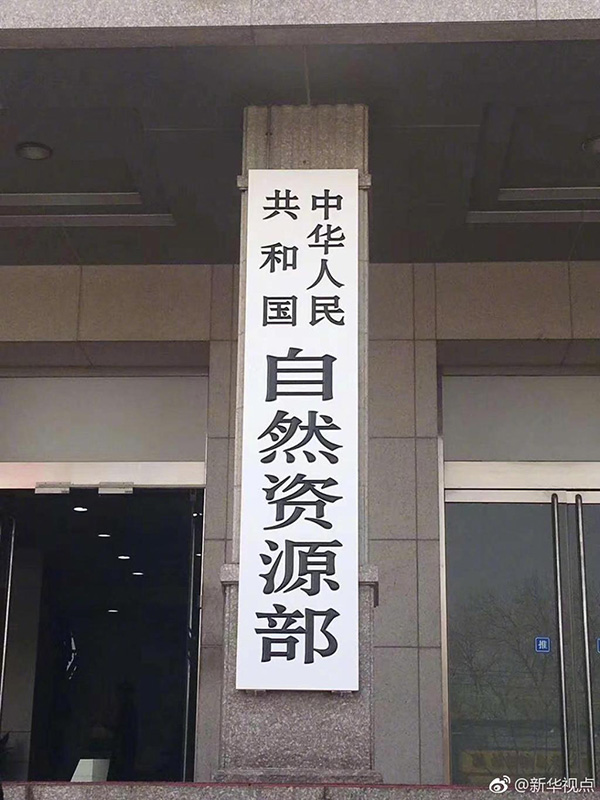 中华人民
共和国
自然资源部
推
@新华视点